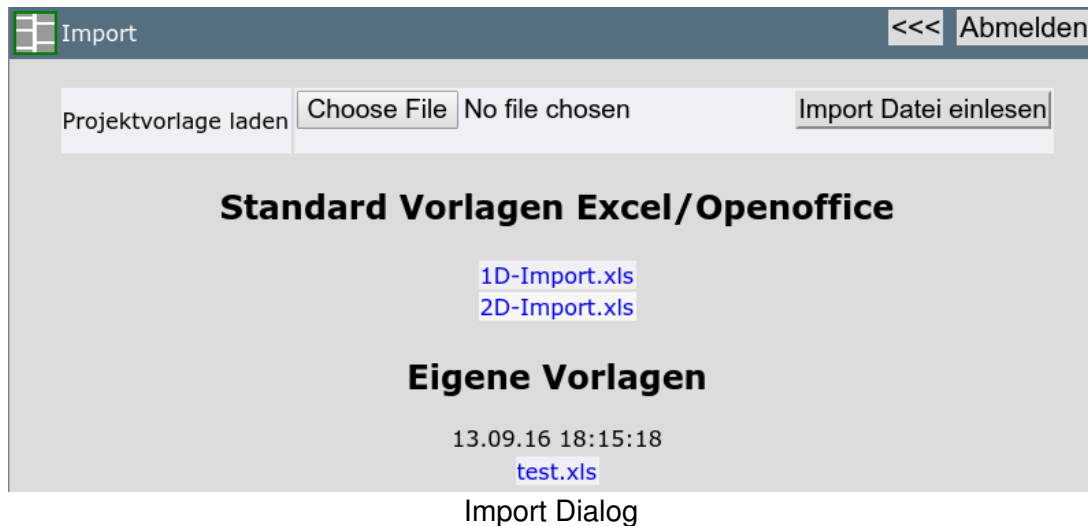 Import <<< Abmelden
Projektvorlage laden Choose File No file chosen Import Datei einlesen
Standard Vorlagen Excel/Openoffice
1D-Import.xls
2D-Import.xls
Eigene Vorlagen
13.09.16 18:15:18
test.xls
Import Dialog